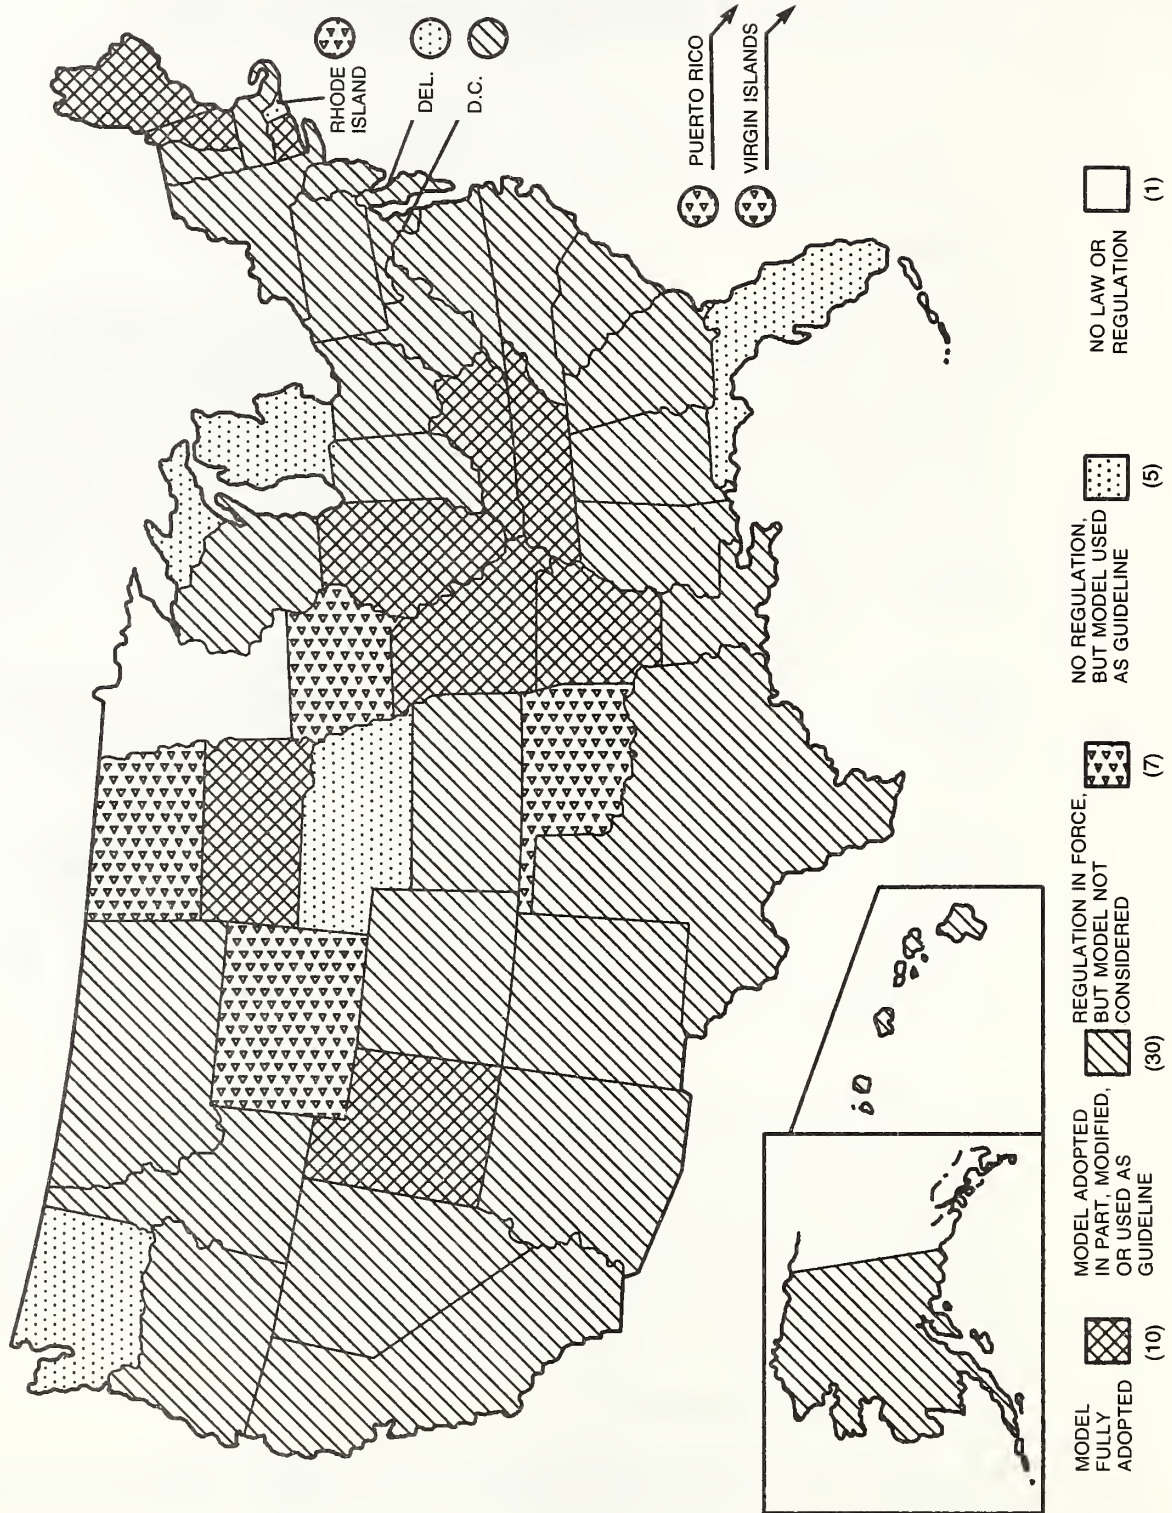 RHODE
ISLAND
DEL.
D.C.
PUERTO RICO
VIRGIN ISLANDS
MODEL
FULLY
ADOPTED
(10)
MODEL ADOPTED
IN PART, MODIFIED,
OR USED AS
GUIDELINE
(30)
REGULATION IN FORCE,
BUT MODEL NOT
CONSIDERED
(7)
NO REGULATION,
BUT MODEL USED
AS GUIDELINE
(5)
NO LAW OR
REGULATION
(1)